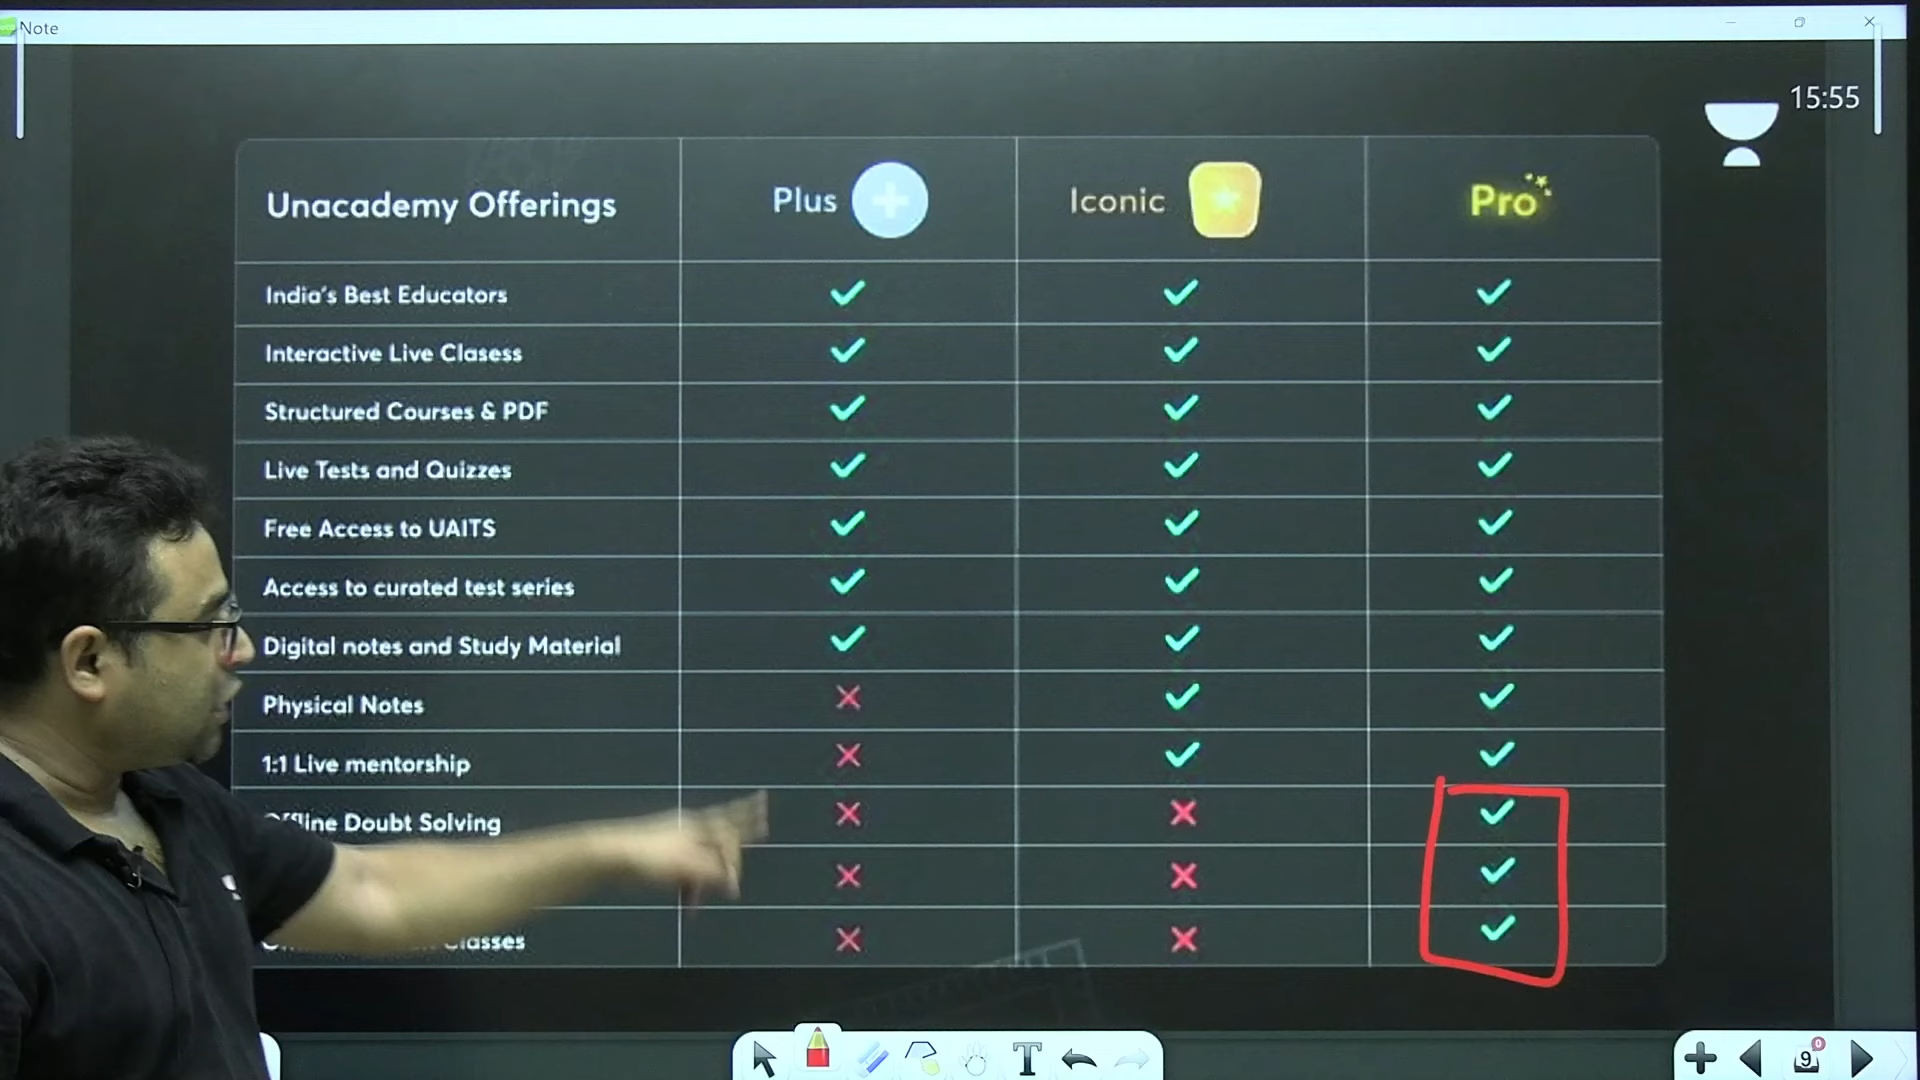 Note
15:55
Unacademy Offerings Plus Iconic Pro
India's Best Educators
Interactive Live Clasess
Structured Courses & PDF
Live Tests and Quizzes
Free Access to UAITS
Access to curated test series
Digital notes and Study Material
Physical Notes
1:1 Live mentorship
Offline Doubt Solving
Classes
T
9
0